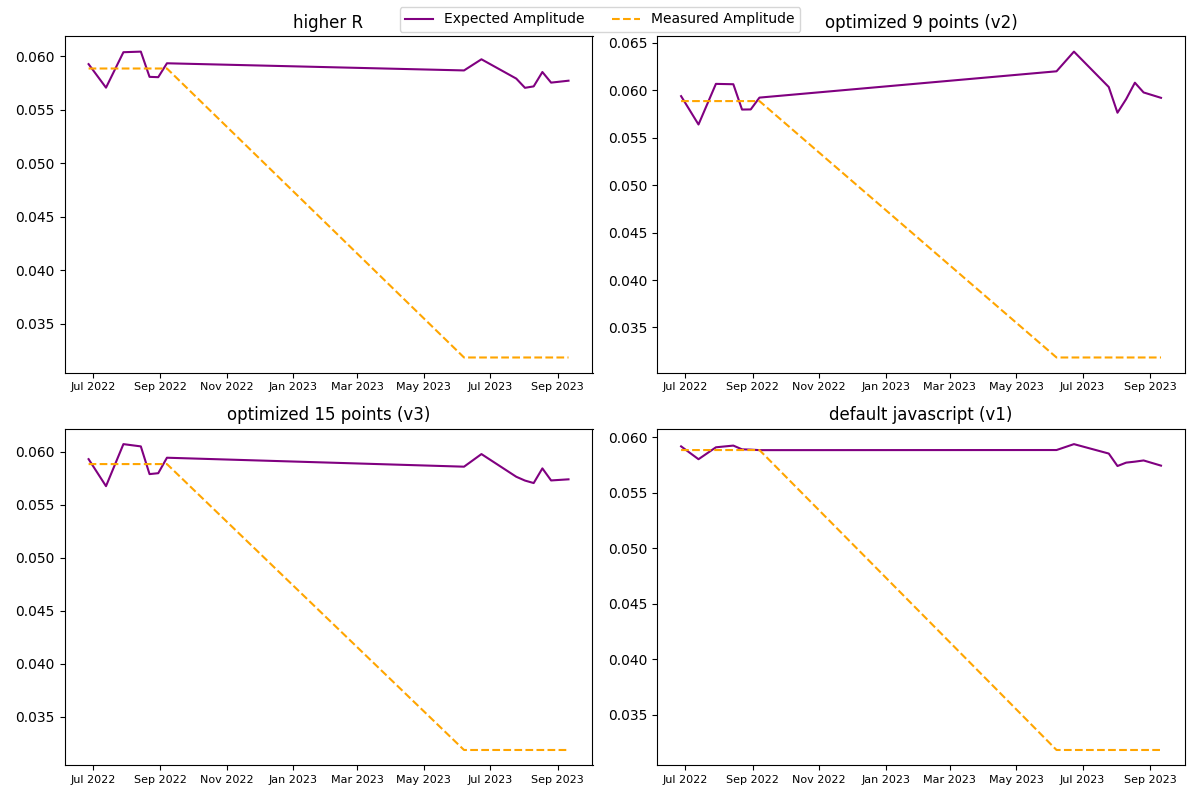 Expected Amplitude Measured Amplitude
higher R
0.060
0.055
0.050
0.045
0.040
0.035
Jul 2022 Sep 2022 Nov 2022 Jan 2023 Mar 2023 May 2023 Jul 2023 Sep 2023
optimized 9 points (v2)
0.065
0.060
0.055
0.050
0.045
0.040
0.035
Jul 2022 Sep 2022 Nov 2022 Jan 2023 Mar 2023 May 2023 Jul 2023 Sep 2023
optimized 15 points (v3)
0.060
0.055
0.050
0.045
0.040
0.035
Jul 2022 Sep 2022 Nov 2022 Jan 2023 Mar 2023 May 2023 Jul 2023 Sep 2023
default javascript (v1)
0.060
0.055
0.050
0.045
0.040
0.035
Jul 2022 Sep 2022 Nov 2022 Jan 2023 Mar 2023 May 2023 Jul 2023 Sep 2023